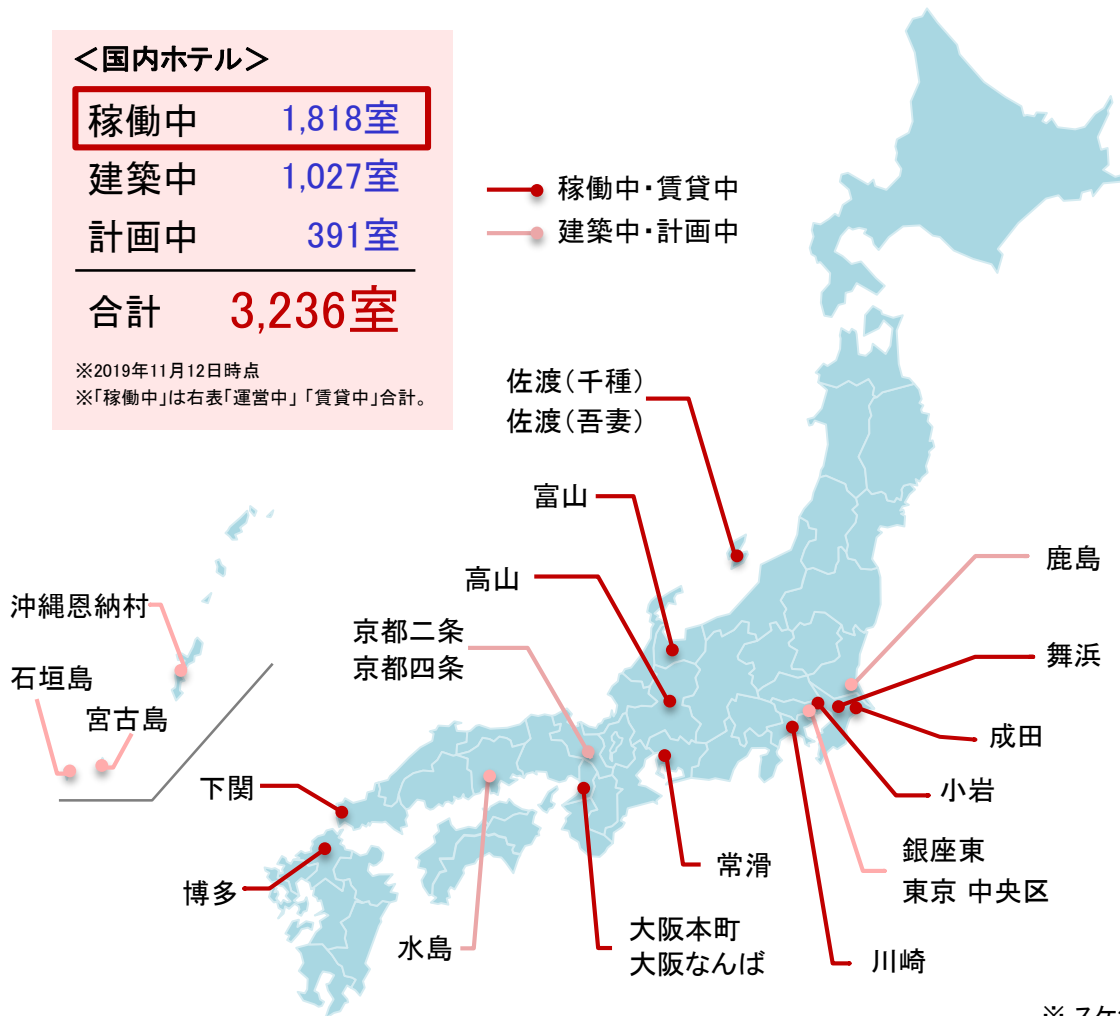 ＜国内ホテル＞
稼働中 1,818室
建築中 1,027室
計画中 391室
合計 3,236室
※2019年11月12日時点
※｢稼働中｣は右表｢運営中｣ ｢賃貸中｣合計。
稼働中・賃貸中
建築中・計画中
佐渡（千種）
佐渡（吾妻）
富山
高山
京都二条
京都四条
沖縄恩納村
石垣島
宮古島
下関
博多
水島
大阪本町
大阪なんば
常滑
川崎
銀座東
東京 中央区
小岩
成田
舞浜
鹿島